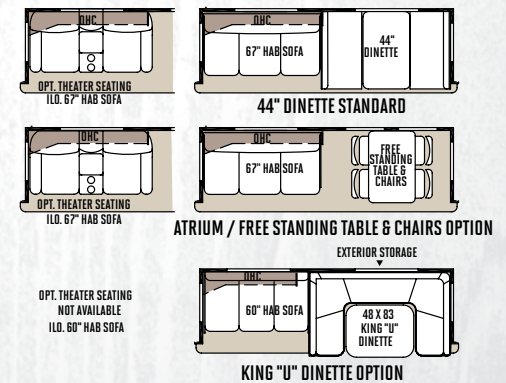 OHC
OPT. THEATER SEATING
ILO. 67" HAB SOFA
OHC
67" HAB SOFA
44"
DINETTE
44" DINETTE STANDARD
OHC
OPT. THEATER SEATING
ILO. 67" HAB SOFA
OHC
67" HAB SOFA
FREE
STANDING
TABLE &
CHAIRS
ATRIUM / FREE STANDING TABLE & CHAIRS OPTION
EXTERIOR STORAGE
OPT. THEATER SEATING
NOT AVAILABLE
ILO. 60" HAB SOFA
OHC
60" HAB SOFA
48 X 83
KING "U"
DINETTE
KING "U" DINETTE OPTION